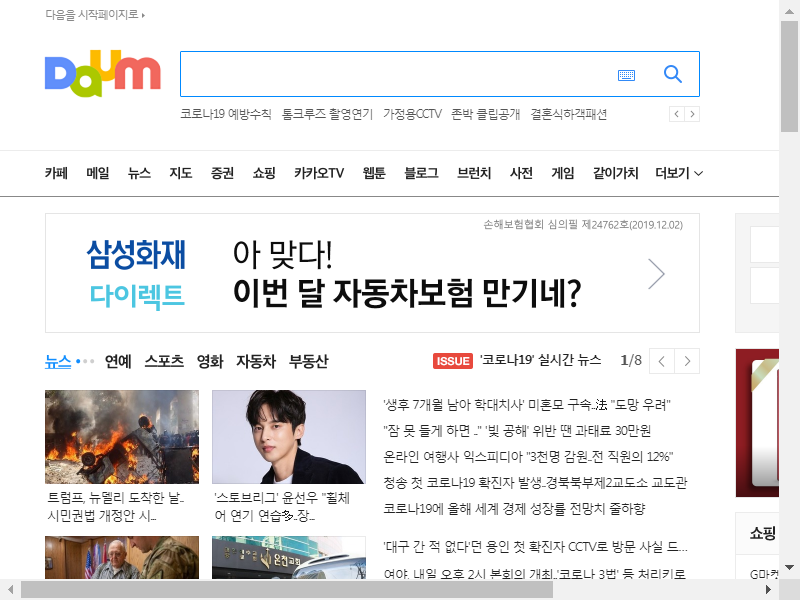 다음을 시작페이지로
Daum
코로나19 예방수칙 톰크루즈 촬영연기 가정용CCTV 존박 클립공개 결혼식하객패션
카페 메일 뉴스 지도 증권 쇼핑 카카오TV 웹툰 블로그 브런치 사전 게임 같이가치 더보기
손해보험협회 심의필 제24762호(2019.12.02)
삼성화재 아 맞다!
다이렉트 이번 달 자동차보험 만기네?
뉴스 연예 스포츠 영화 자동차 부동산
ISSUE '코로나19' 실시간 뉴스 1/8
트럼프, 뉴델리 도착한 날..
시민권법 개정안 시...
'스토브리그' 윤선우 "휠체
어 연기 연습多..장...
'생후 7개월 남아 학대치사' 미혼모 구속..法 "도망 우려"
"잠 못 들게 하면 .." '빛 공해' 위반 땐 과태료 30만원
온라인 여행사 익스피디아 "3천명 감원..전 직원의 12%"
청송 첫 코로나19 확진자 발생..경북북부제2교도소 교도관
코로나19에 올해 세계 경제 성장률 전망치 줄하향
'대구 간 적 없다'던 용인 첫 확진자 CCTV로 방문 사실 드...
여야, 내일 오후 2시 본회의 개최..'코로나 3법' 등 처리키로
온천교회
쇼핑
G마켓